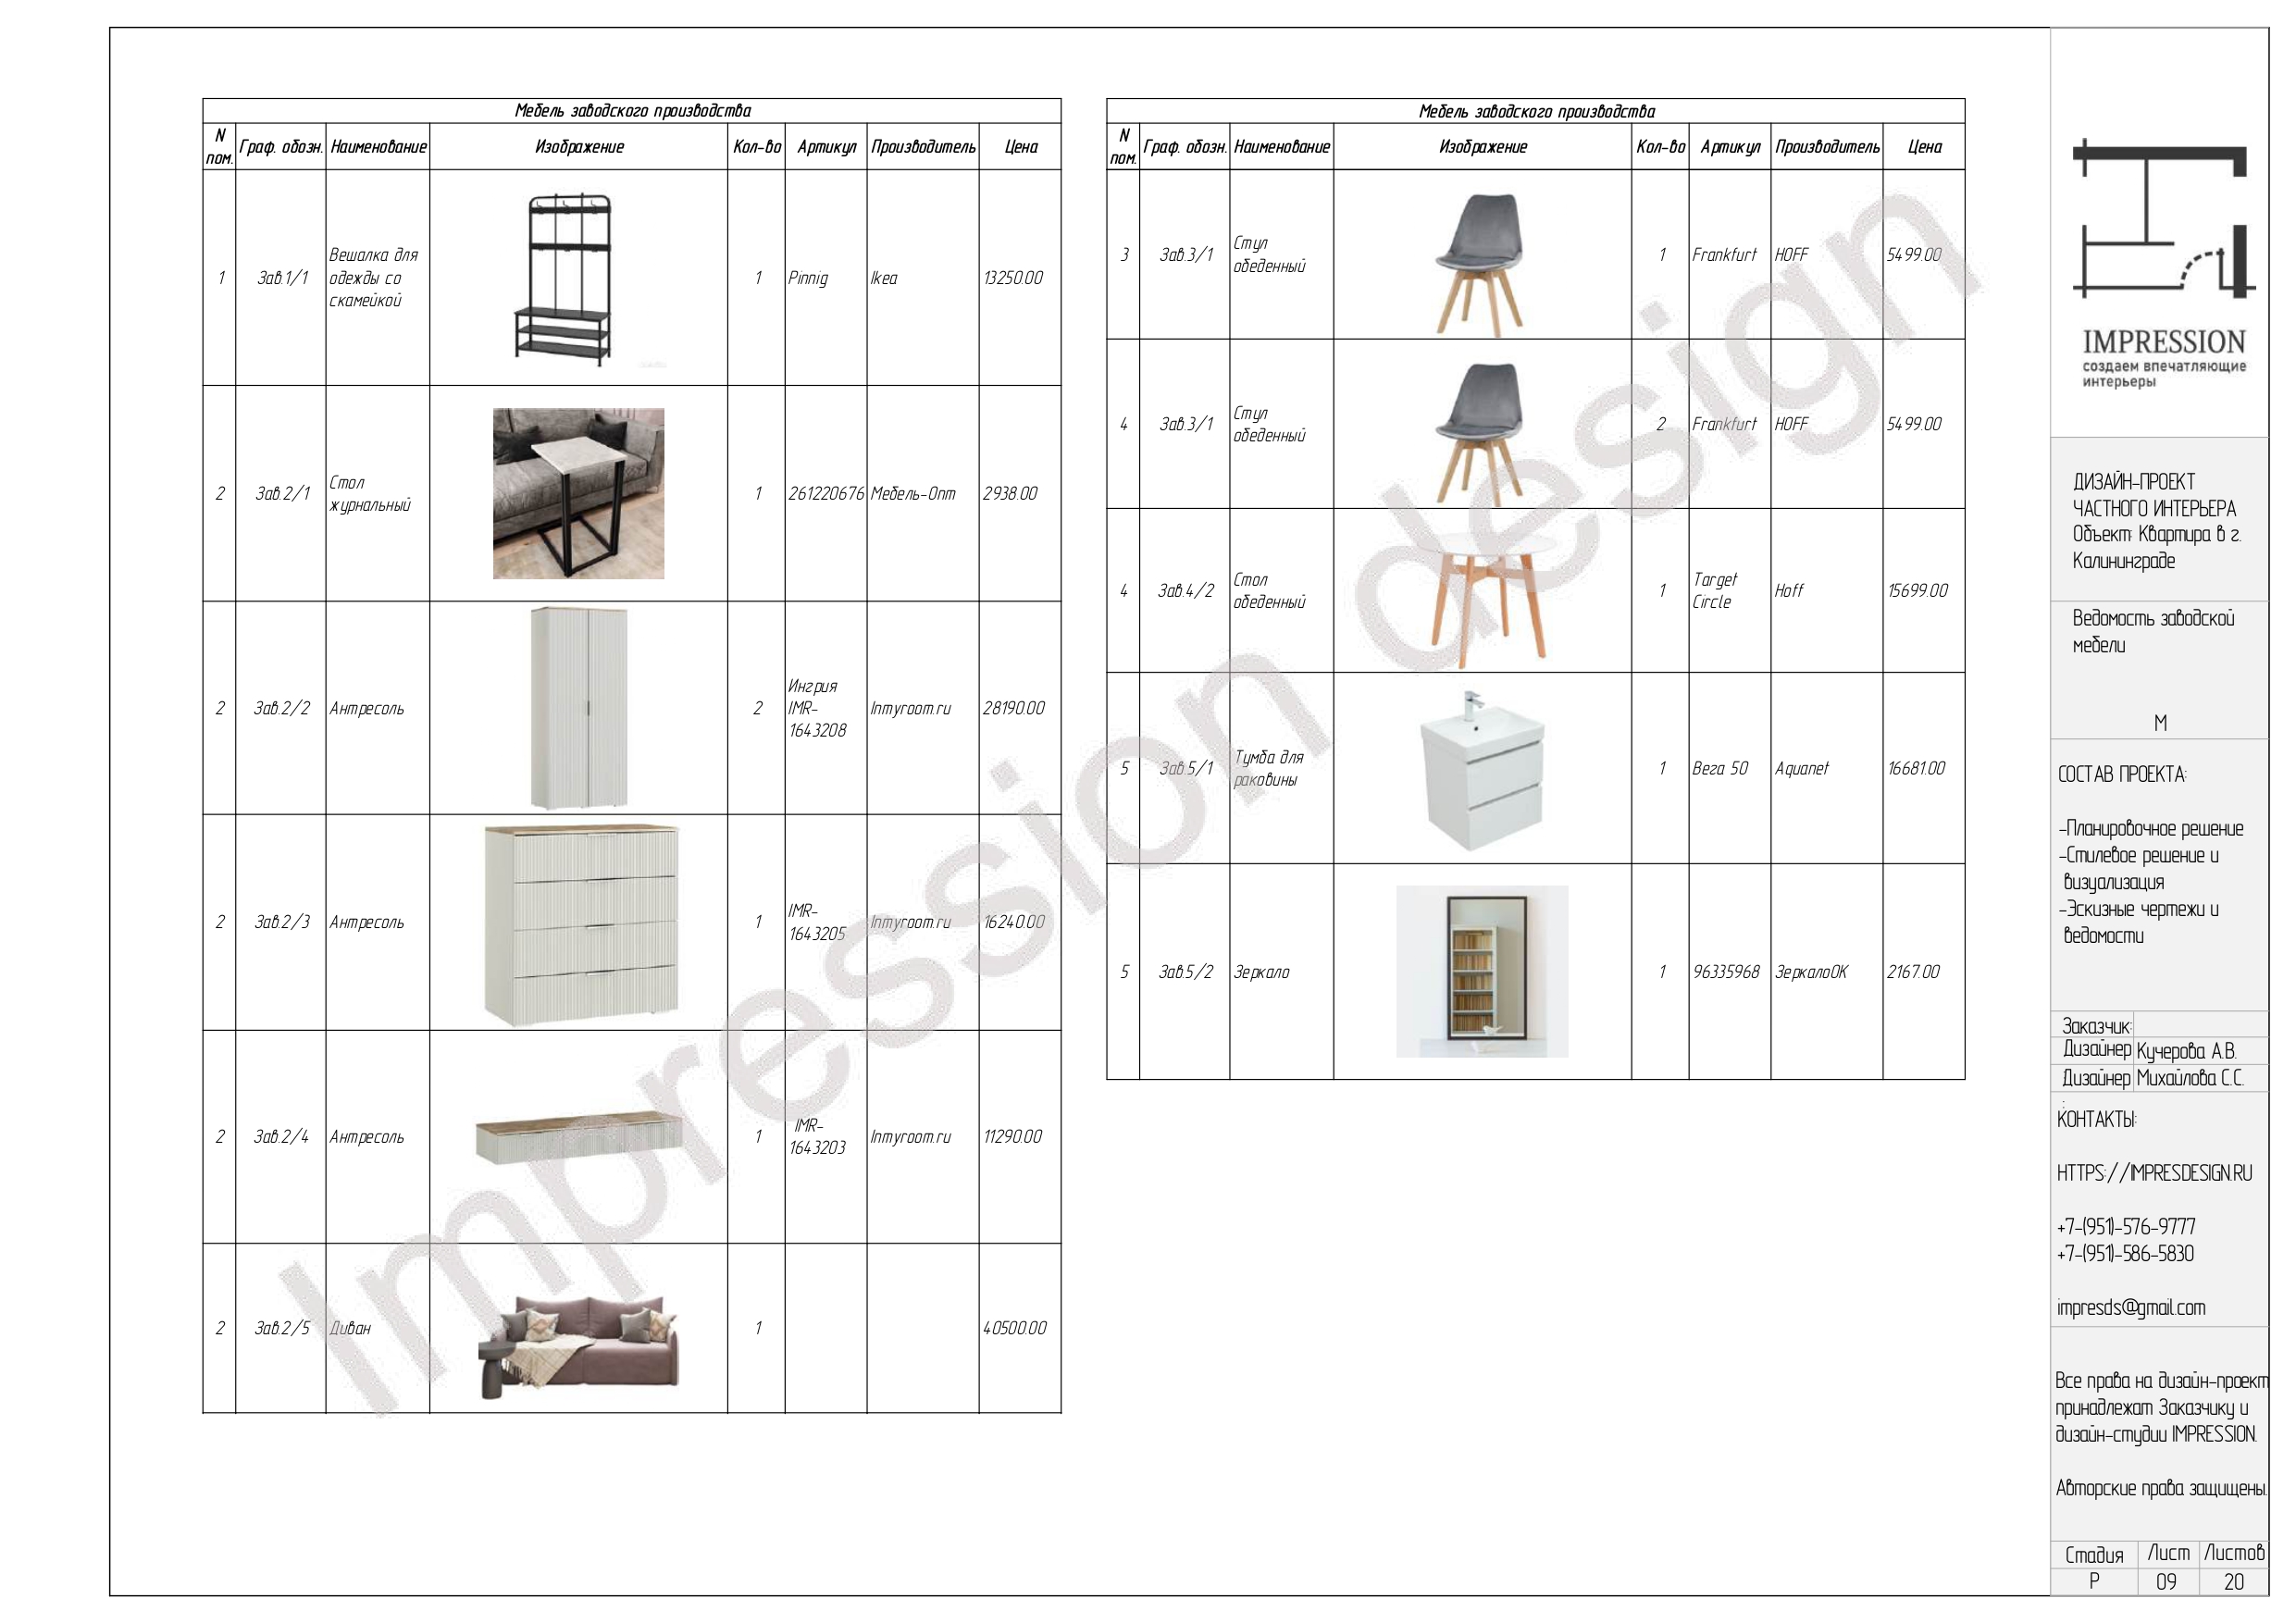 Мебель заводского производства
N пом. Граф. обозн. Наименование Изображение Кол-во Артикул Производитель Цена
1 Зав.1/1 Вешалка для одежды со скамейкой 1 Pinnig Ikea 13250.00
2 Зав.2/1 Стол журнальный 1 261220676 Мебель-Опт 2938.00
2 Зав.2/2 Антресоль 2 Ингрия IMR-1643208 Inmyroom.ru 28190.00
2 Зав.2/3 Антресоль 1 IMR-1643205 Inmyroom.ru 16240.00
2 Зав.2/4 Антресоль 1 IMR-1643203 Inmyroom.ru 11290.00
2 Зав.2/5 Диван 1 40500.00
Мебель заводского производства
N пом. Граф. обозн. Наименование Изображение Кол-во Артикул Производитель Цена
3 Зав.3/1 Стул обеденный 1 Frankfurt HOFF 5499.00
4 Зав.3/1 Стул обеденный 2 Frankfurt HOFF 5499.00
4 Зав.4/2 Стол обеденный 1 Target Circle Hoff 15699.00
5 Зав.5/1 Тумба для раковины 1 Вега 50 Aquanet 16681.00
5 Зав.5/2 Зеркало 1 96335968 ЗеркалоОК 2167.00
Impression design
IMPRESSION
создаем впечатляющие
интерьеры
ДИЗАЙН-ПРОЕКТ
ЧАСТНОГО ИНТЕРЬЕРА
Объект: Квартира в г.
Калининграде
Ведомость заводской
мебели
М
СОСТАВ ПРОЕКТА:
-Планировочное решение
-Стилевое решение и
визуализация
-Эскизные чертежи и
ведомости
Заказчик:
Дизайнер Кучерова А.В.
Дизайнер Михайлова С.С.
:
КОНТАКТЫ:
HTTPS://IMPRESDESIGN.RU
+7-(951)-576-9777
+7-(951)-586-5830
impresds@gmail.com
Все права на дизайн-проект
принадлежат Заказчику и
дизайн-студии IMPRESSION.
Авторские права защищены.
Стадия Лист Листов
Р 09 20